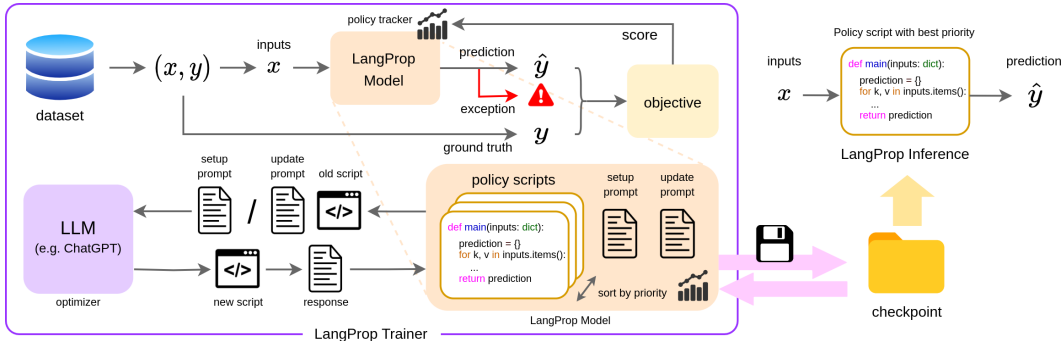 policy tracker
inputs
(x, y)
x
LangProp
Model
prediction
ŷ
exception
score
objective
dataset
ground truth
y
setup
prompt
update
prompt
old script
/
</>
LLM
(e.g. ChatGPT)
optimizer
</>
new script
response
policy scripts
def main(inputs: dict):
prediction = {}
for k, v in inputs.items():
...
return prediction
setup
prompt
update
prompt
sort by priority
LangProp Model
LangProp Trainer
Policy script with best priority
inputs
x
def main(inputs: dict):
prediction = {}
for k, v in inputs.items():
...
return prediction
prediction
ŷ
LangProp Inference
checkpoint